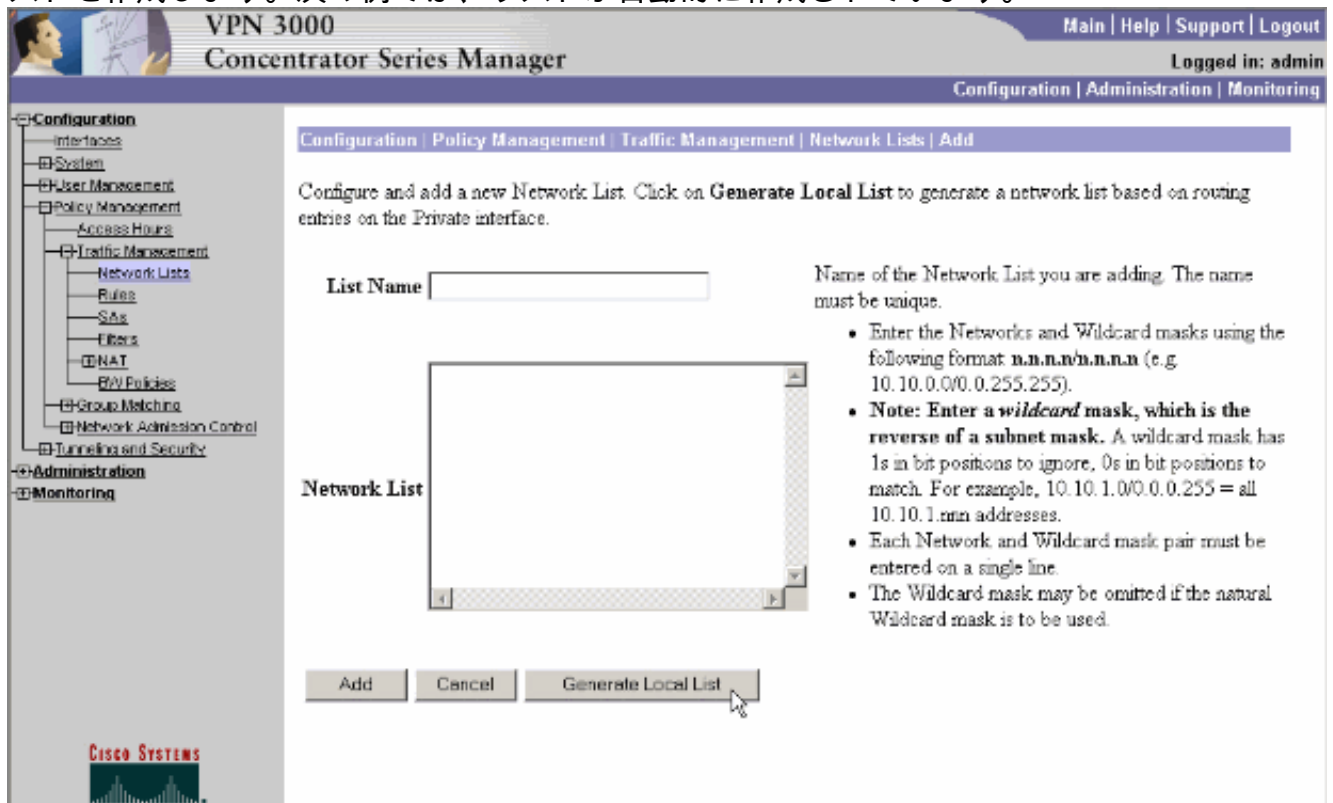 VPN 3000
Concentrator Series Manager
Main | Help | Support | Logout
Logged in: admin
Configuration | Administration | Monitoring
Configuration
Interfaces
System
User Management
Policy Management
Access Hours
Traffic Management
Network Lists
Rules
SAs
Filters
NAT
BW Policies
Group Matching
Network Admission Control
Tunneling and Security
Administration
Monitoring
CISCO SYSTEMS
Configuration | Policy Management | Traffic Management | Network Lists | Add
Configure and add a new Network List. Click on Generate Local List to generate a network list based on routing
entries on the Private interface.
List Name
Name of the Network List you are adding. The name
must be unique.
Network List
• Enter the Networks and Wildcard masks using the
following format: n.n.n.n/n.n.n.n (e.g.
10.10.0.0/0.0.255.255).
• Note: Enter a wildcard mask, which is the
reverse of a subnet mask. A wildcard mask has
1s in bit positions to ignore, 0s in bit positions to
match. For example, 10.10.1.0/0.0.0.255 = all
10.10.1.nnn addresses.
• Each Network and Wildcard mask pair must be
entered on a single line.
• The Wildcard mask may be omitted if the natural
Wildcard mask is to be used.
Add
Cancel
Generate Local List